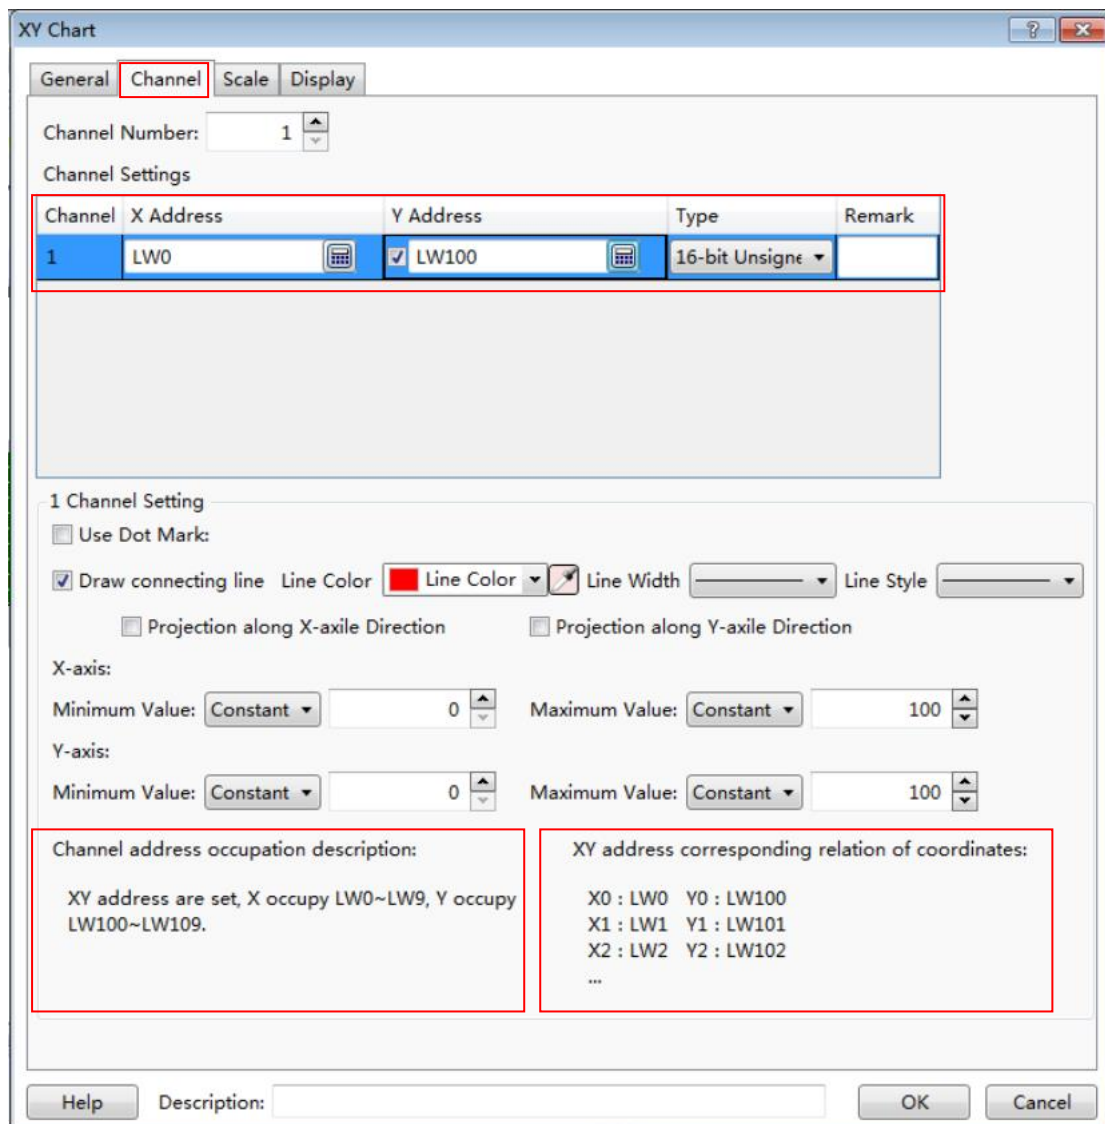 XY Chart
General Channel Scale Display
Channel Number: 1
Channel Settings
Channel X Address Y Address Type Remark
1 LW0 LW100 16-bit Unsigne
1 Channel Setting
Use Dot Mark:
Draw connecting line Line Color Line Color Line Width Line Style
Projection along X-axile Direction Projection along Y-axile Direction
X-axis:
Minimum Value: Constant 0 Maximum Value: Constant 100
Y-axis:
Minimum Value: Constant 0 Maximum Value: Constant 100
Channel address occupation description:
XY address are set, X occupy LW0~LW9, Y occupy
LW100~LW109.
XY address corresponding relation of coordinates:
X0 : LW0 Y0 : LW100
X1 : LW1 Y1 : LW101
X2 : LW2 Y2 : LW102
...
Help Description: OK Cancel